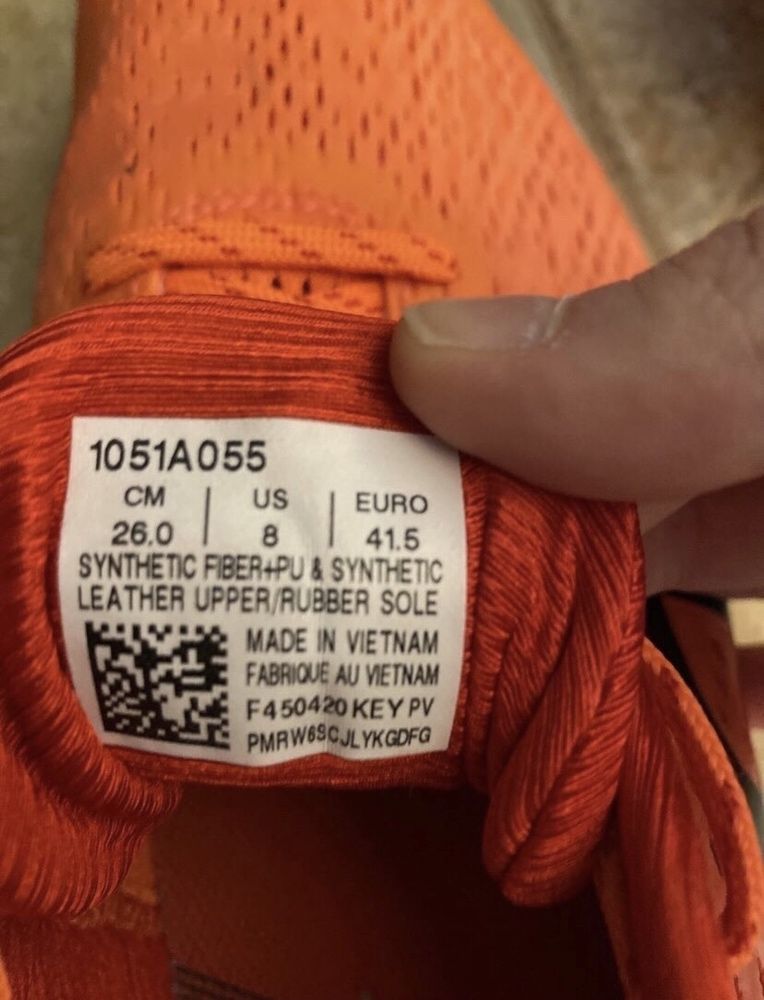 1051A055
CM | US | EURO
26.0 | 8 | 41.5
SYNTHETIC FIBER+PU & SYNTHETIC
LEATHER UPPER/RUBBER SOLE
MADE IN VIETNAM
FABRIQUE AU VIETNAM
F450420 KEY PV
PMRW69CJLYKGDFG